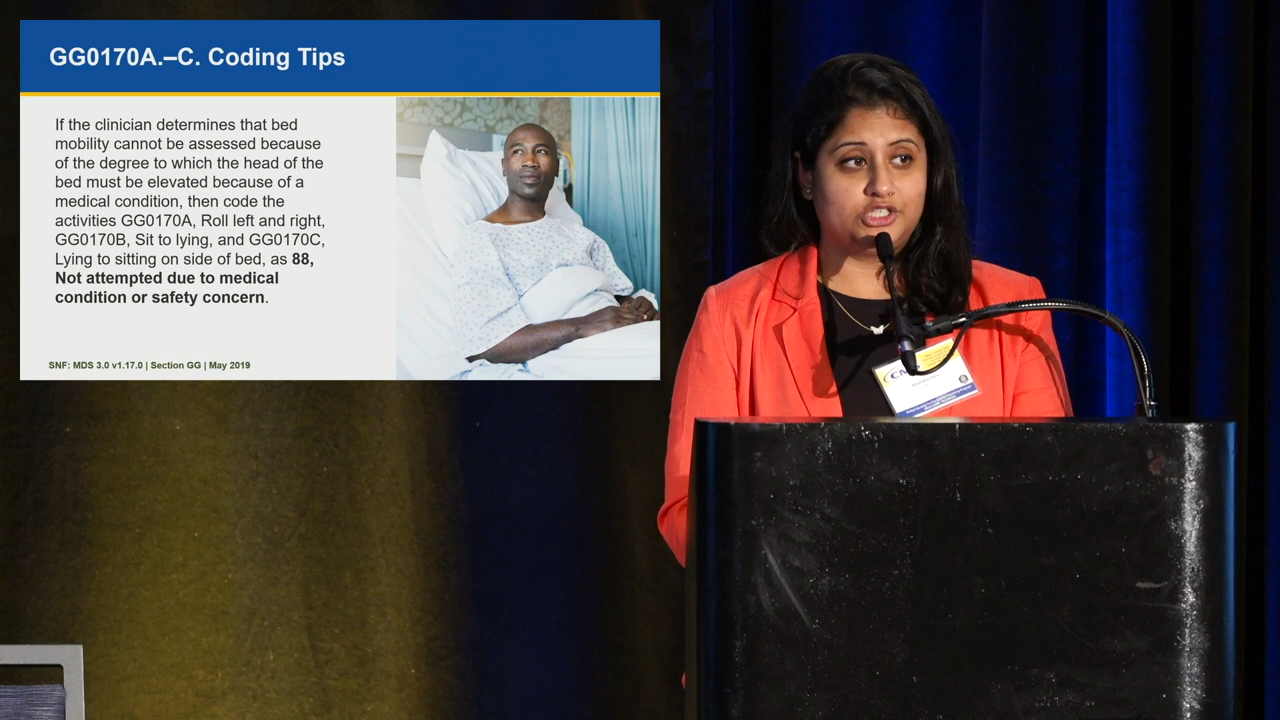 GG0170A.–C. Coding Tips
If the clinician determines that bed
mobility cannot be assessed because
of the degree to which the head of the
bed must be elevated because of a
medical condition, then code the
activities GG0170A, Roll left and right,
GG0170B, Sit to lying, and GG0170C,
Lying to sitting on side of bed, as 88,
Not attempted due to medical
condition or safety concern.
SNF: MDS 3.0 v1.17.0 | Section GG | May 2019